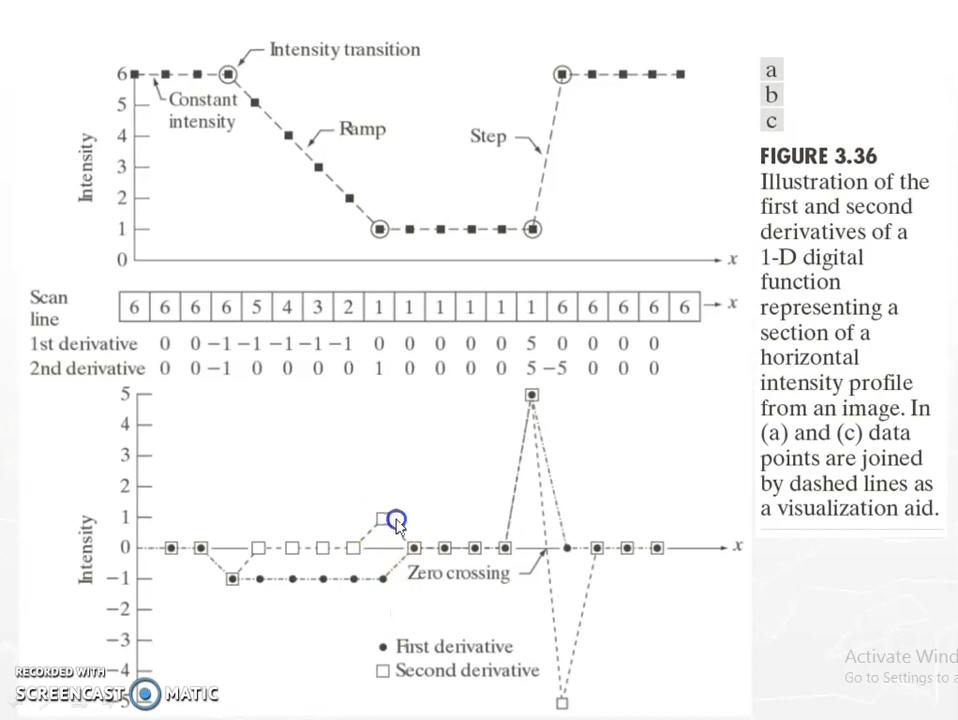 Intensity transition
6
Constant
intensity
5
Ramp
Step
4
3
2
1
0
Intensity
x
Scan
line
6 6 6 6 5 4 3 2 1 1 1 1 1 1 6 6 6 6 6
x
1st derivative 0 0 −1 −1 −1 −1 −1 0 0 0 0 0 5 0 0 0 0
2nd derivative 0 0 −1 0 0 0 0 1 0 0 0 0 5 −5 0 0 0
5
4
3
2
1
0
−1
−2
−3
−4
5
Intensity
x
Zero crossing
First derivative
Second derivative
a
b
c
FIGURE 3.36
Illustration of the
first and second
derivatives of a
1-D digital
function
representing a
section of a
horizontal
intensity profile
from an image. In
(a) and (c) data
points are joined
by dashed lines as
a visualization aid.
Activate Wind
Go to Settings to a
RECORDED WITH
SCREENCAST MATIC